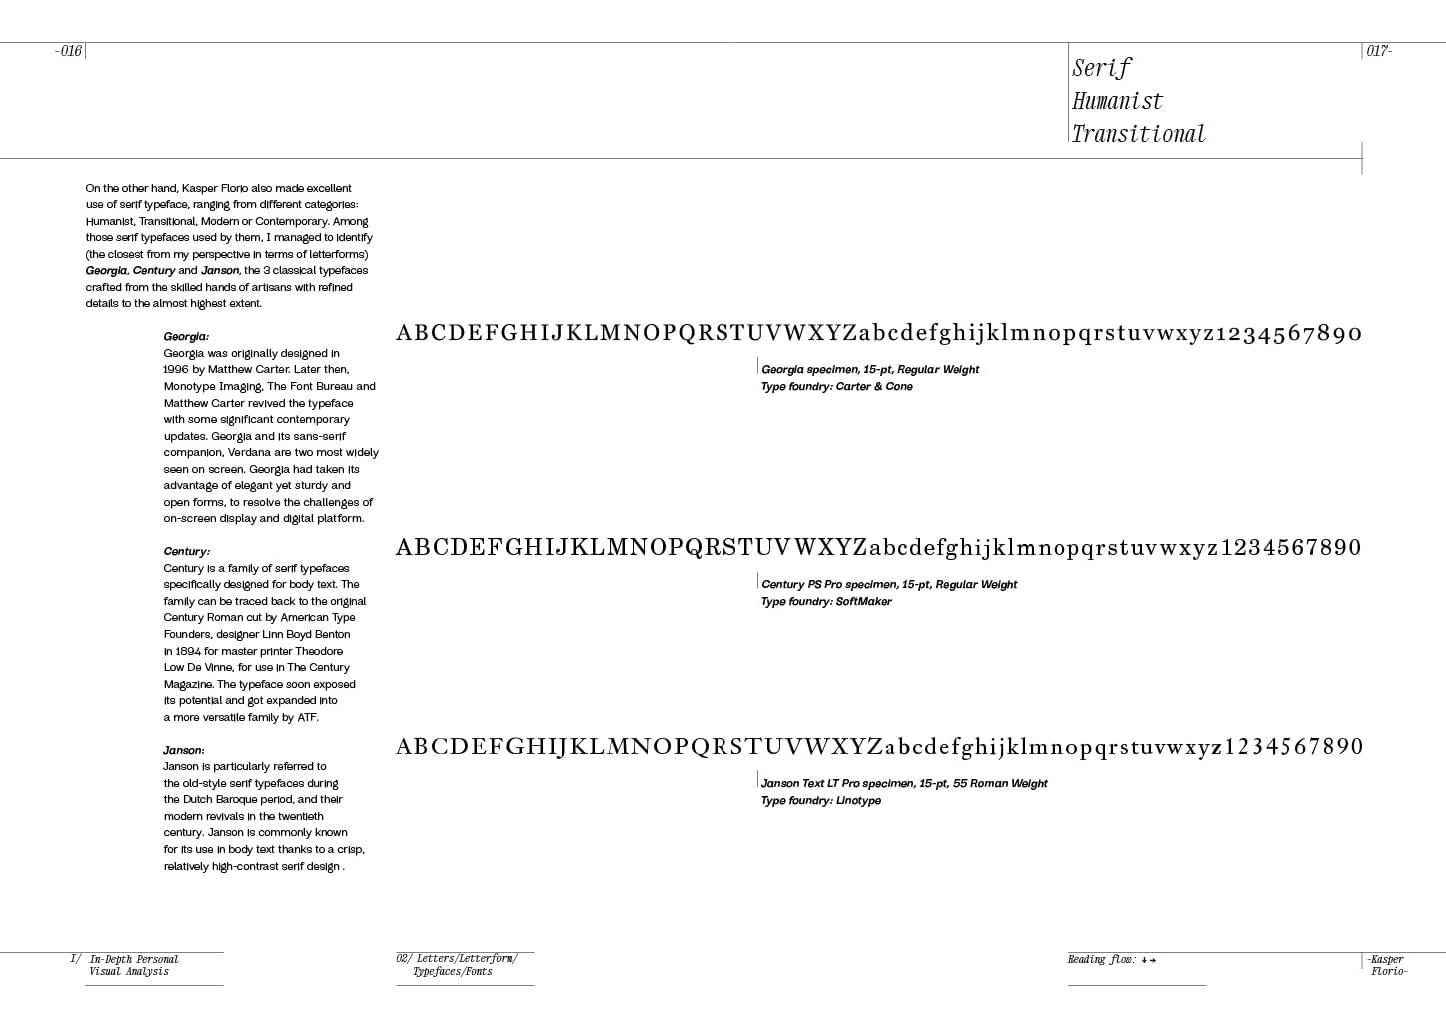 -016
Serif
Humanist
Transitional
017-
On the other hand, Kasper Florio also made excellent
use of serif typeface, ranging from different categories:
Humanist, Transitional, Modern or Contemporary. Among
those serif typefaces used by them, I managed to identify
(the closest from my perspective in terms of letterforms)
Georgia, Century and Janson, the 3 classical typefaces
crafted from the skilled hands of artisans with refined
details to the almost highest extent.
Georgia:
Georgia was originally designed in
1996 by Matthew Carter. Later then,
Monotype Imaging, The Font Bureau and
Matthew Carter revived the typeface
with some significant contemporary
updates. Georgia and its sans-serif
companion, Verdana are two most widely
seen on screen. Georgia had taken its
advantage of elegant yet sturdy and
open forms, to resolve the challenges of
on-screen display and digital platform.
ABCDEFGHIJKLMNOPQRSTUVWXYZabcdefghijklmnopqrstuvwxyz1234567890
Georgia specimen, 15-pt, Regular Weight
Type foundry: Carter & Cone
Century:
Century is a family of serif typefaces
specifically designed for body text. The
family can be traced back to the original
Century Roman cut by American Type
Founders, designer Linn Boyd Benton
in 1894 for master printer Theodore
Low De Vinne, for use in The Century
Magazine. The typeface soon exposed
its potential and got expanded into
a more versatile family by ATF.
ABCDEFGHIJKLMNOPQRSTUVWXYZabcdefghijklmnopqrstuvwxyz1234567890
Century PS Pro specimen, 15-pt, Regular Weight
Type foundry: SoftMaker
Janson:
Janson is particularly referred to
the old-style serif typefaces during
the Dutch Baroque period, and their
modern revivals in the twentieth
century. Janson is commonly known
for its use in body text thanks to a crisp,
relatively high-contrast serif design .
ABCDEFGHIJKLMNOPQRSTUVWXYZabcdefghijklmnopqrstuvwxyz1234567890
Janson Text LT Pro specimen, 15-pt, 55 Roman Weight
Type foundry: Linotype
I/ In-Depth Personal
Visual Analysis
02/ Letters/Letterform/
Typefaces/Fonts
Reading flow: ↓→
-Kasper
Florio-